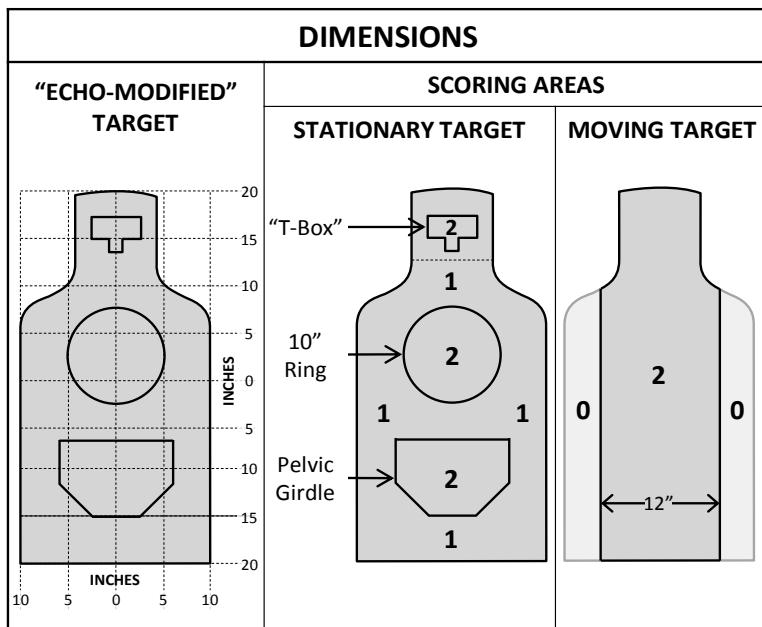 DIMENSIONS
“ECHO-MODIFIED”
TARGET
SCORING AREAS
STATIONARY TARGET
MOVING TARGET
20
15
10
5
0
5
10
15
20
INCHES
INCHES
10
5
0
5
10
“T-Box”
10”
Ring
Pelvic
Girdle
2
1
2
1
1
2
1
2
0
0
12”